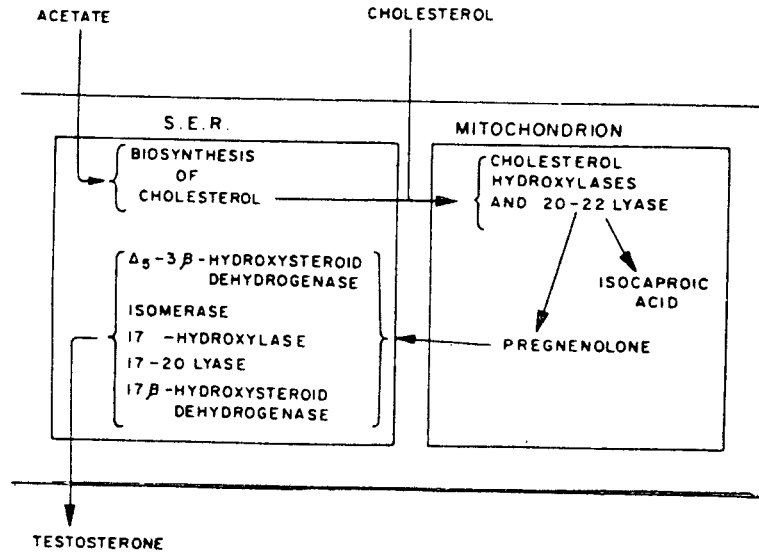 ACETATE
CHOLESTEROL
S.E.R.
MITOCHONDRION
BIOSYNTHESIS
OF
CHOLESTEROL
CHOLESTEROL
HYDROXYLASES
AND 20-22 LYASE
ISOCAPROIC
ACID
PREGNENOLONE
Δ5-3β-HYDROXYSTEROID
DEHYDROGENASE
ISOMERASE
17 -HYDROXYLASE
17-20 LYASE
17β-HYDROXYSTEROID
DEHYDROGENASE
TESTOSTERONE